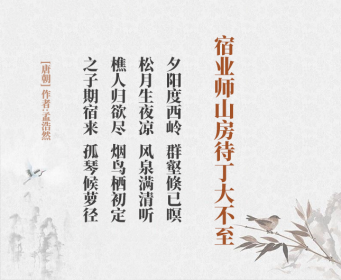 宿业师山房待丁大不至
夕阳度西岭 群壑倏已暝
松月生夜凉 风泉满清听
樵人归欲尽 烟鸟栖初定
之子期宿来 孤琴候萝径
[唐朝] 作者:孟浩然